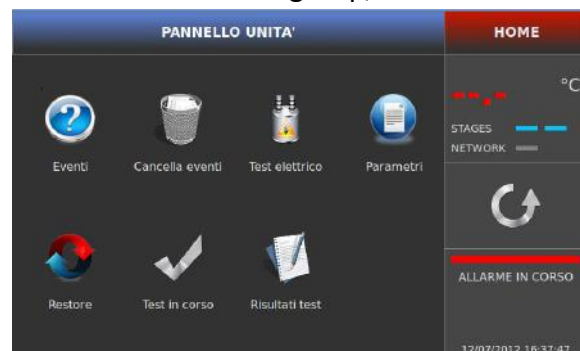 PANNELLO UNITA'
HOME
--.- °C
STAGES
NETWORK
Eventi
Cancella eventi
Test elettrico
Parametri
Restore
Test in corso
Risultati test
ALLARME IN CORSO
12/07/2012 16:37:47